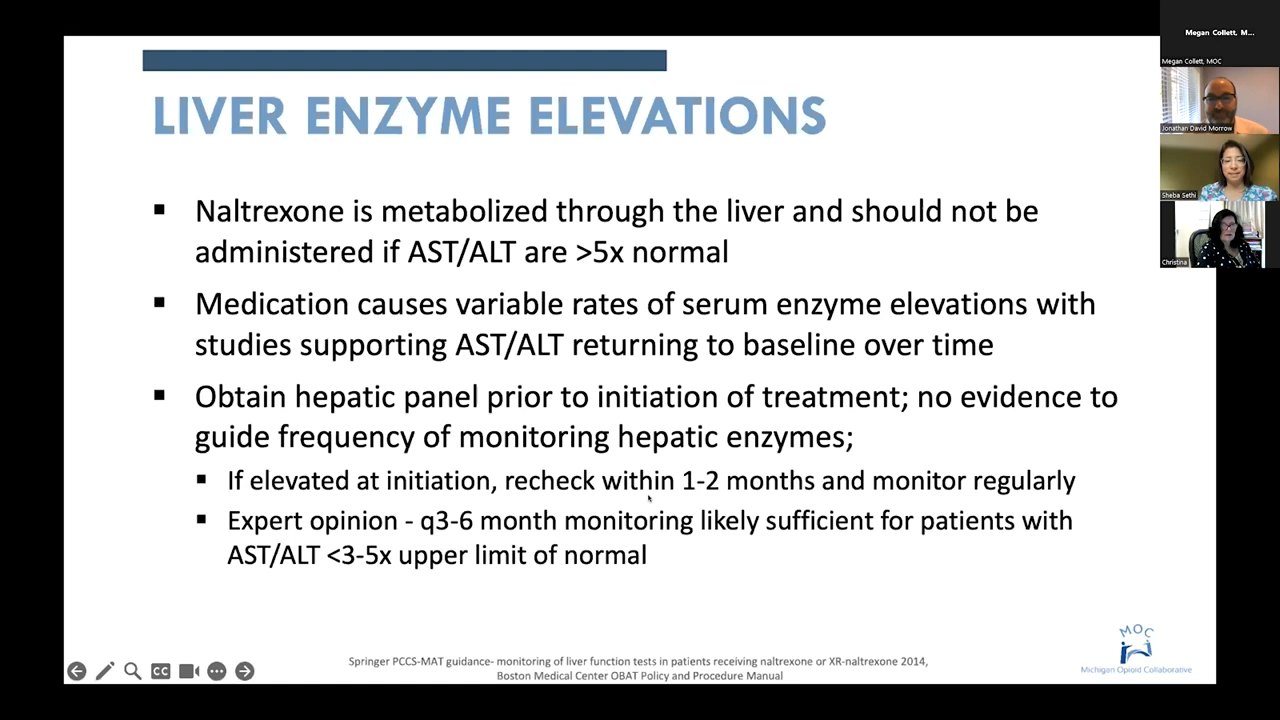 Megan Collett, M...
Megan Collett, MOC
Jonathan David Morrow
Sheba Sethi
Christina
LIVER ENZYME ELEVATIONS
▪ Naltrexone is metabolized through the liver and should not be
administered if AST/ALT are >5x normal
▪ Medication causes variable rates of serum enzyme elevations with
studies supporting AST/ALT returning to baseline over time
▪ Obtain hepatic panel prior to initiation of treatment; no evidence to
guide frequency of monitoring hepatic enzymes;
▪ If elevated at initiation, recheck within 1-2 months and monitor regularly
▪ Expert opinion - q3-6 month monitoring likely sufficient for patients with
AST/ALT <3-5x upper limit of normal
Springer PCCS-MAT guidance- monitoring of liver function tests in patients receiving naltrexone or XR-naltrexone 2014,
Boston Medical Center OBAT Policy and Procedure Manual
MOC
Michigan Opioid Collaborative
CC